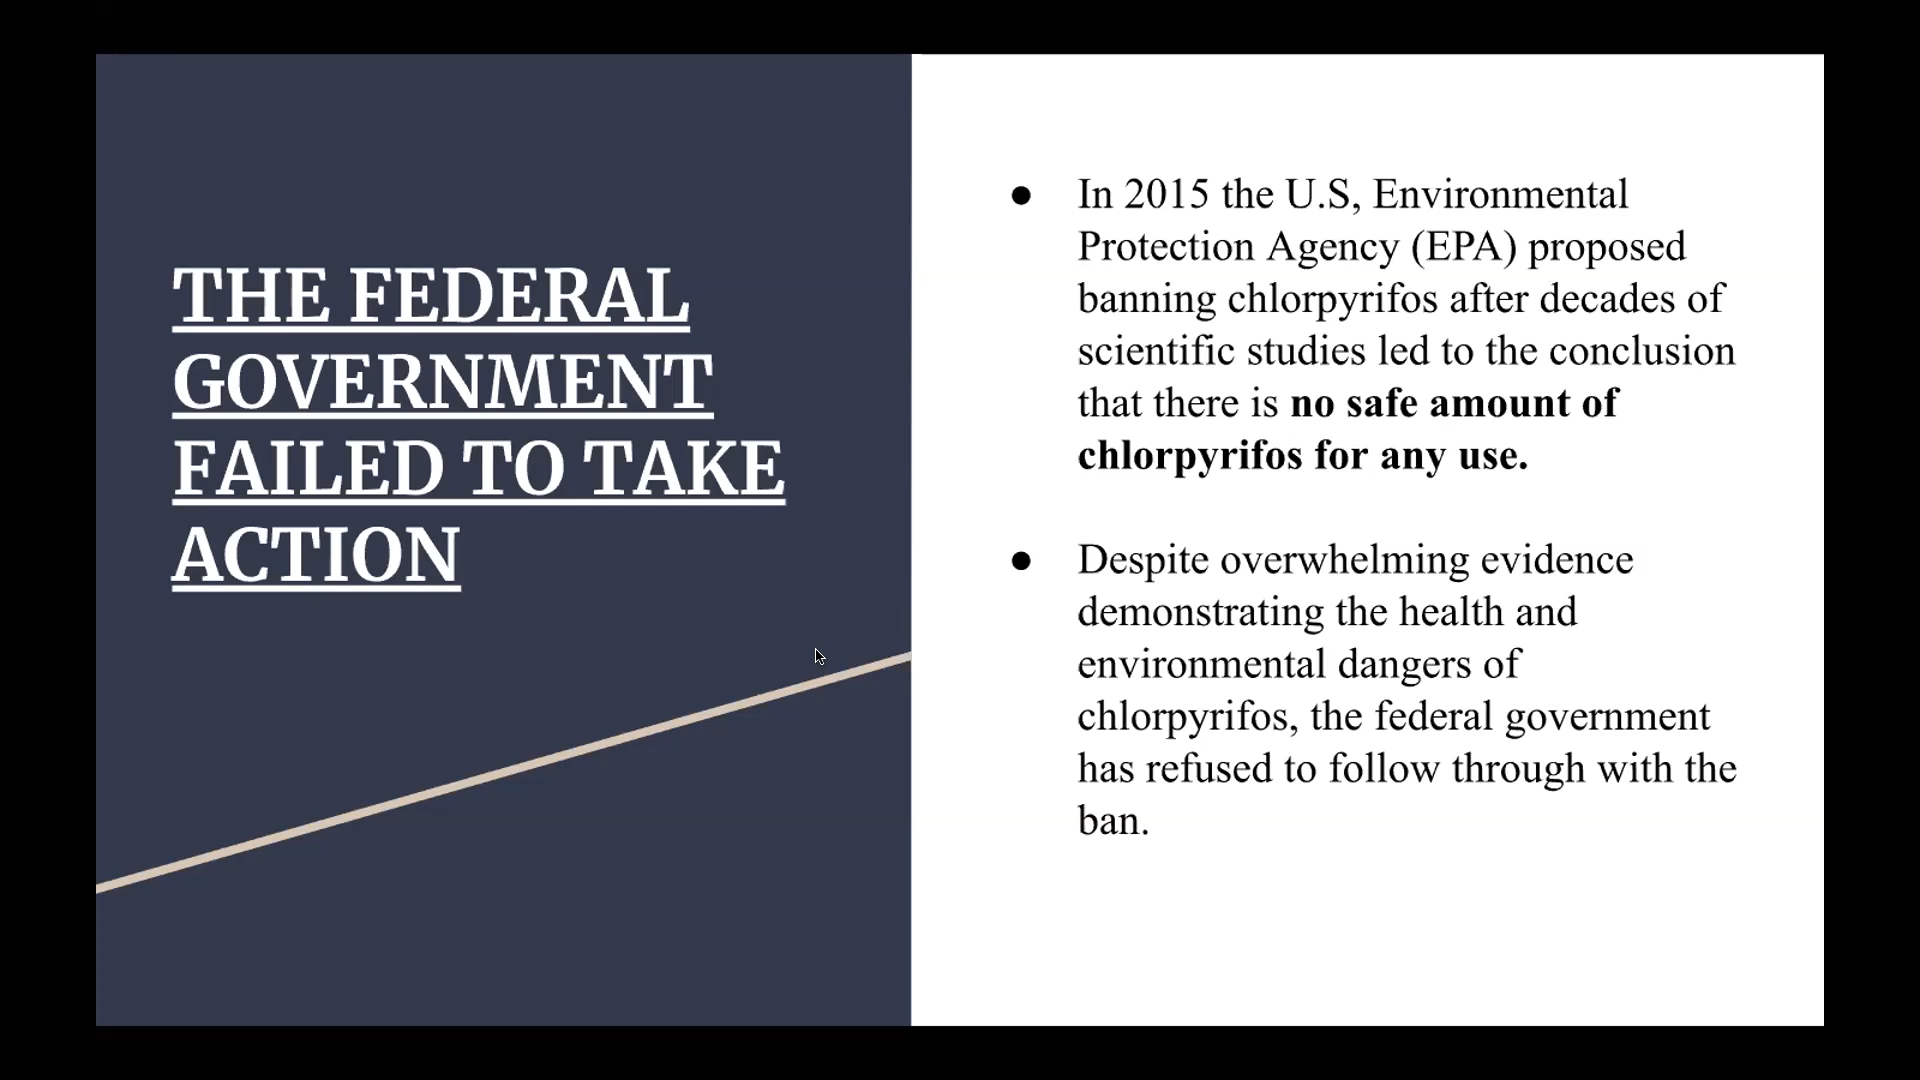 THE FEDERAL
GOVERNMENT
FAILED TO TAKE
ACTION
● In 2015 the U.S, Environmental
Protection Agency (EPA) proposed
banning chlorpyrifos after decades of
scientific studies led to the conclusion
that there is no safe amount of
chlorpyrifos for any use.
● Despite overwhelming evidence
demonstrating the health and
environmental dangers of
chlorpyrifos, the federal government
has refused to follow through with the
ban.